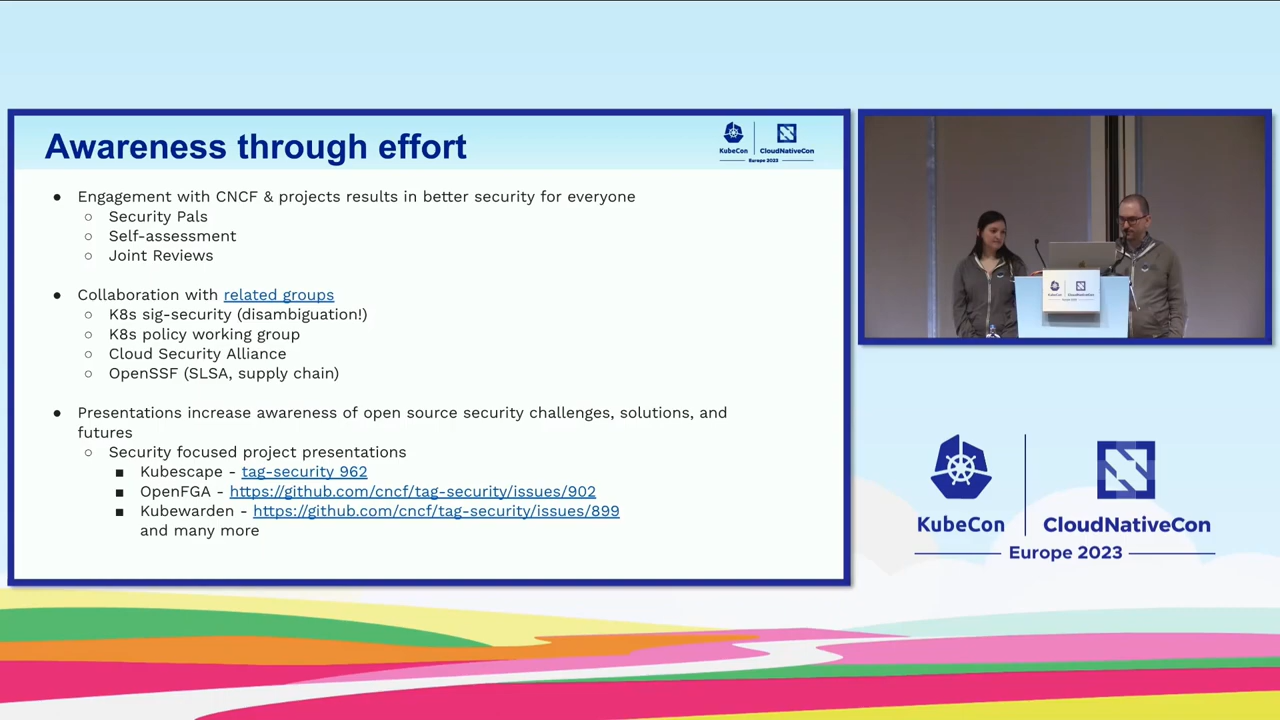 Awareness through effort
KubeCon CloudNativeCon
Europe 2023
● Engagement with CNCF & projects results in better security for everyone
○ Security Pals
○ Self-assessment
○ Joint Reviews
● Collaboration with related groups
○ K8s sig-security (disambiguation!)
○ K8s policy working group
○ Cloud Security Alliance
○ OpenSSF (SLSA, supply chain)
● Presentations increase awareness of open source security challenges, solutions, and
futures
○ Security focused project presentations
■ Kubescape - tag-security 962
■ OpenFGA - https://github.com/cncf/tag-security/issues/902
■ Kubewarden - https://github.com/cncf/tag-security/issues/899
and many more
KubeCon CloudNativeCon
KubeCon CloudNativeCon
Europe 2023